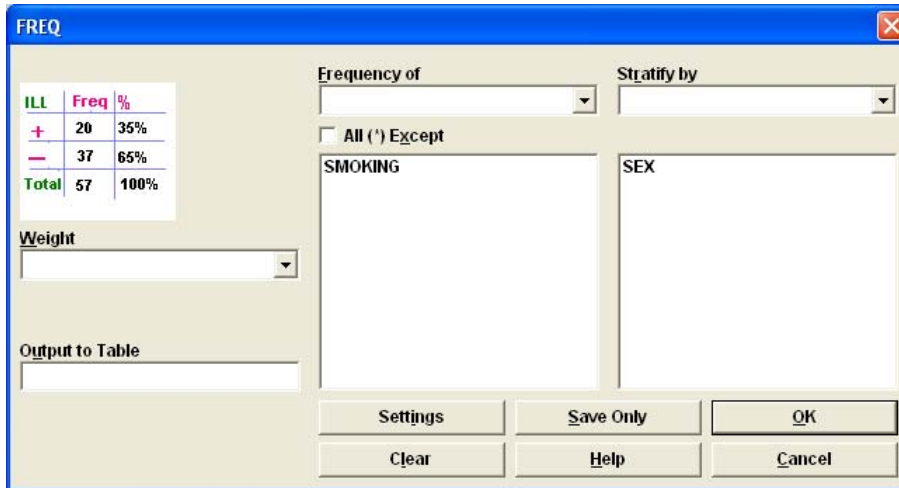 FREQ
ILL Freq %
+ 20 35%
— 37 65%
Total 57 100%
Weight
Output to Table
Frequency of
All (*) Except
SMOKING
Stratify by
SEX
Settings
Save Only
OK
Clear
Help
Cancel